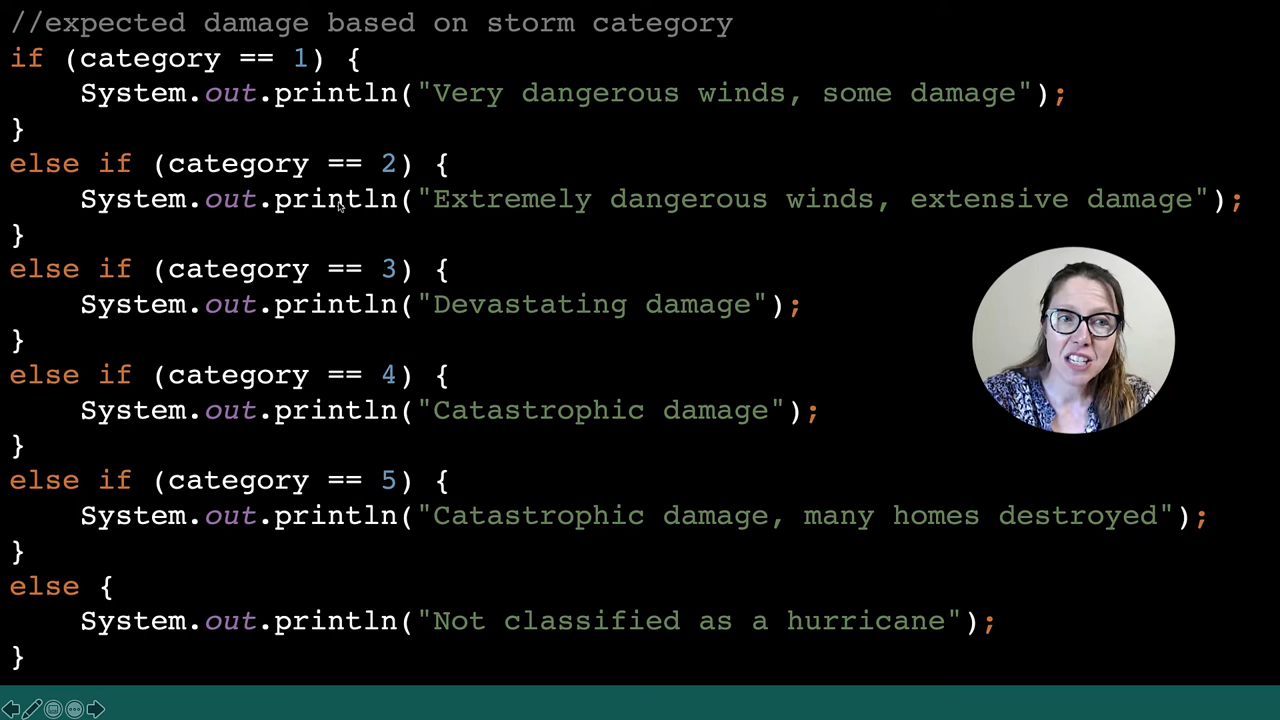 //expected damage based on storm category
if (category == 1) {
    System.out.println("Very dangerous winds, some damage");
}
else if (category == 2) {
    System.out.println("Extremely dangerous winds, extensive damage");
}
else if (category == 3) {
    System.out.println("Devastating damage");
}
else if (category == 4) {
    System.out.println("Catastrophic damage");
}
else if (category == 5) {
    System.out.println("Catastrophic damage, many homes destroyed");
}
else {
    System.out.println("Not classified as a hurricane");
}